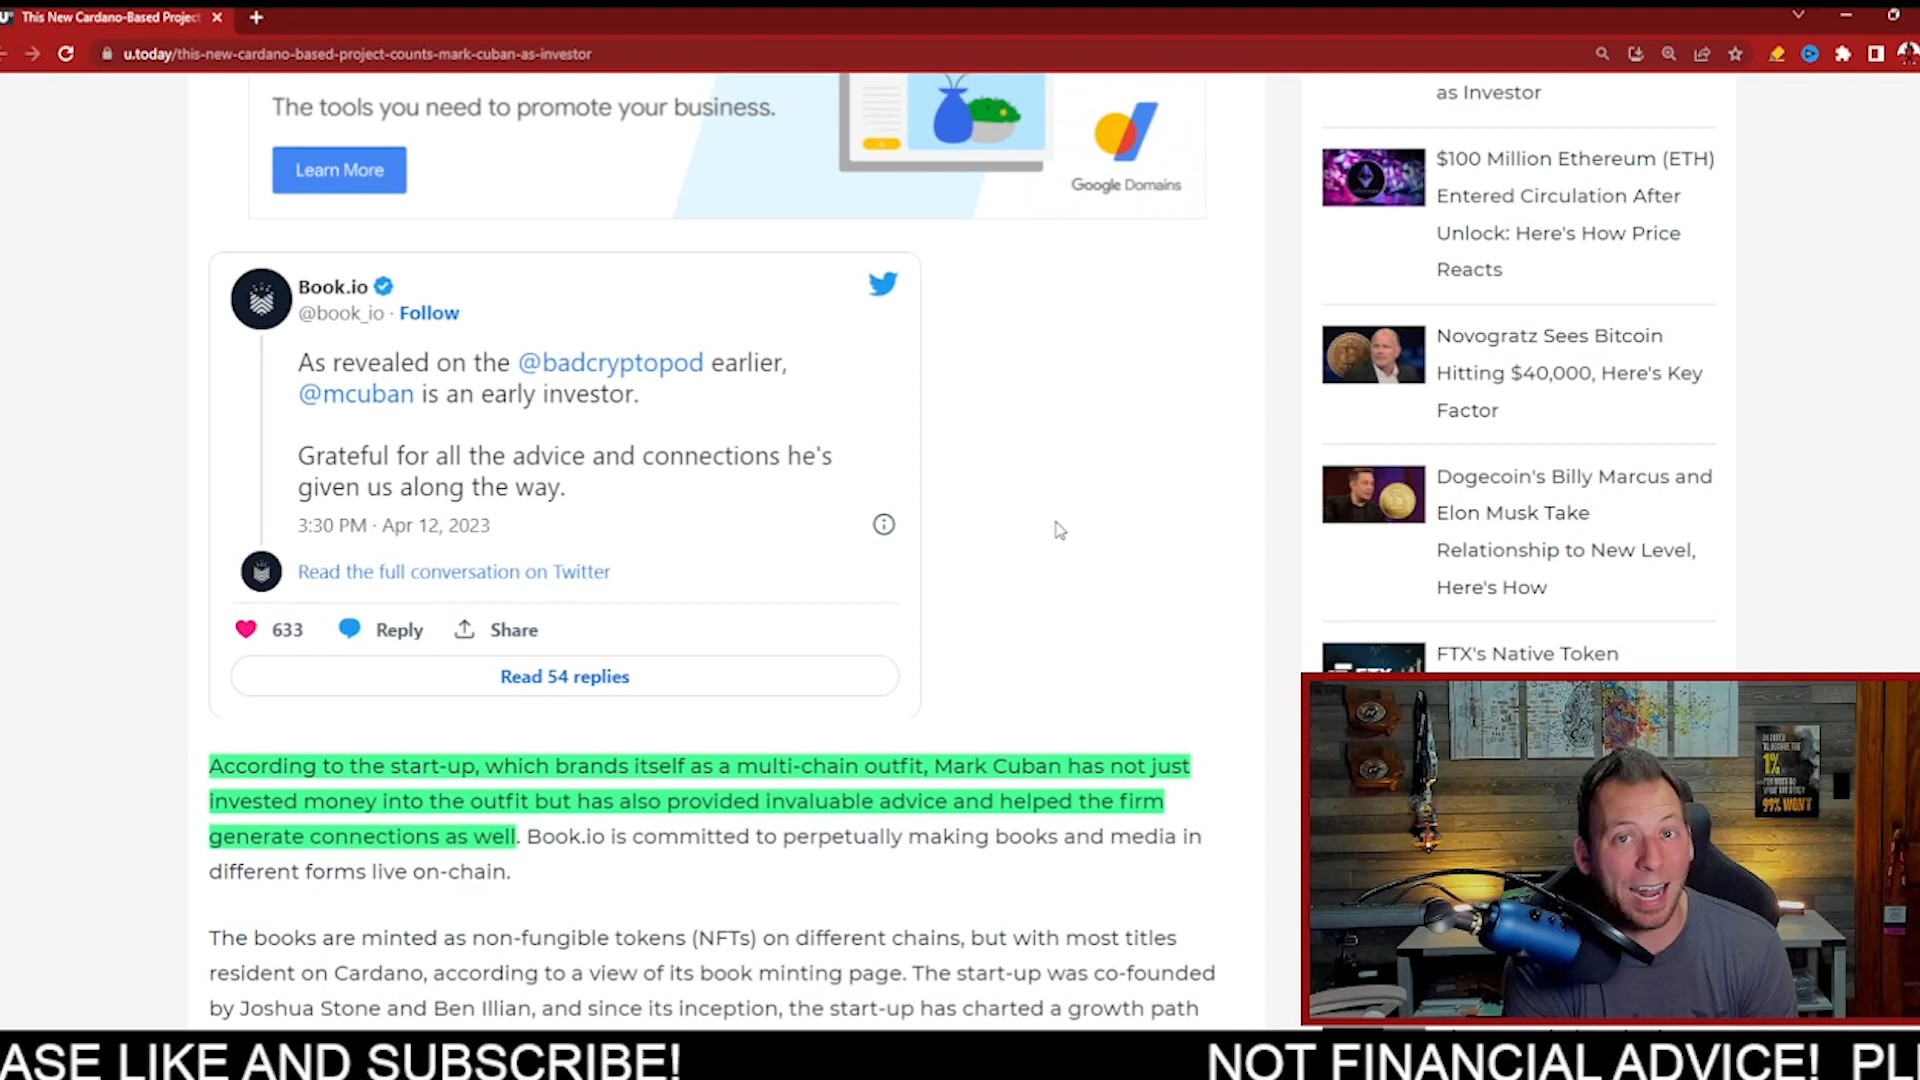 This New Cardano-Based Project
u.today/this-new-cardano-based-project-counts-mark-cuban-as-investor
The tools you need to promote your business.
Learn More
Google Domains
Book.io
@book_io · Follow
As revealed on the @badcryptopod earlier,
@mcuban is an early investor.
Grateful for all the advice and connections he's
given us along the way.
3:30 PM · Apr 12, 2023
Read the full conversation on Twitter
633 Reply Share
Read 54 replies
According to the start-up, which brands itself as a multi-chain outfit, Mark Cuban has not just
invested money into the outfit but has also provided invaluable advice and helped the firm
generate connections as well. Book.io is committed to perpetually making books and media in
different forms live on-chain.
The books are minted as non-fungible tokens (NFTs) on different chains, but with most titles
resident on Cardano, according to a view of its book minting page. The start-up was co-founded
by Joshua Stone and Ben Illian, and since its inception, the start-up has charted a growth path
as Investor
$100 Million Ethereum (ETH)
Entered Circulation After
Unlock: Here's How Price
Reacts
Novogratz Sees Bitcoin
Hitting $40,000, Here's Key
Factor
Dogecoin's Billy Marcus and
Elon Musk Take
Relationship to New Level,
Here's How
FTX's Native Token
1%
99% WON'T
ASE LIKE AND SUBSCRIBE!
NOT FINANCIAL ADVICE! PL